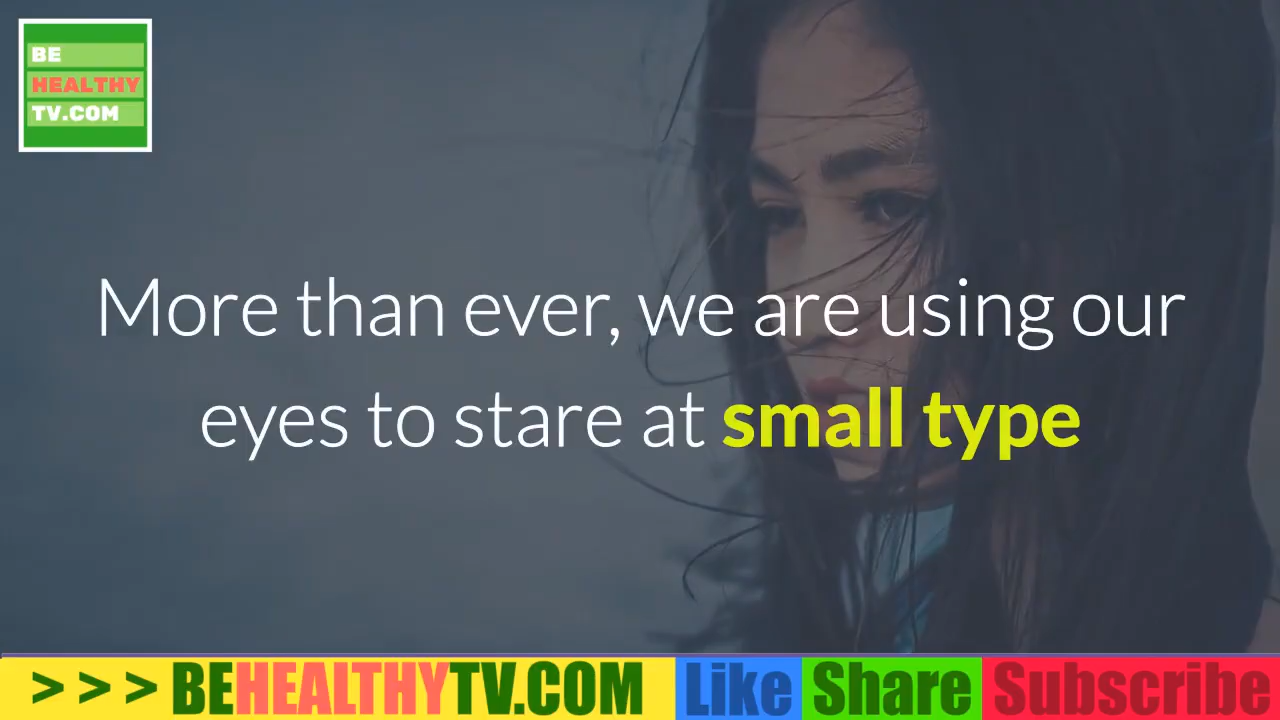 BE
HEALTHY
TV.COM
More than ever, we are using our
eyes to stare at small type
> > > BEHEALTHYTV.COM Like Share Subscribe